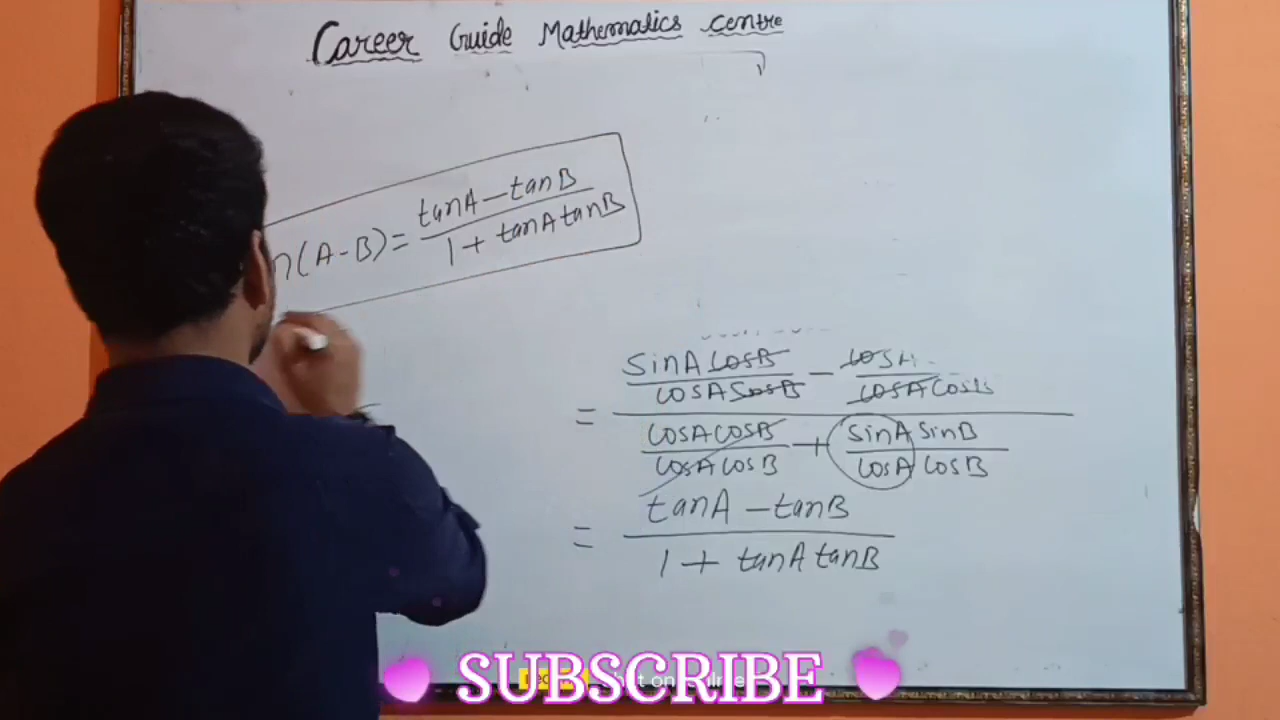 Career Guide Mathematics centre
n(A-B)= tanA-tanB
1+ tanA tanB
sinA cosB - cosA
cosA cosB cosA cosB
=
cosA cosB + sinA sinB
cosA cosB cosA cosB
tanA - tanB
=
1 + tanA tanB
SUBSCRIBE